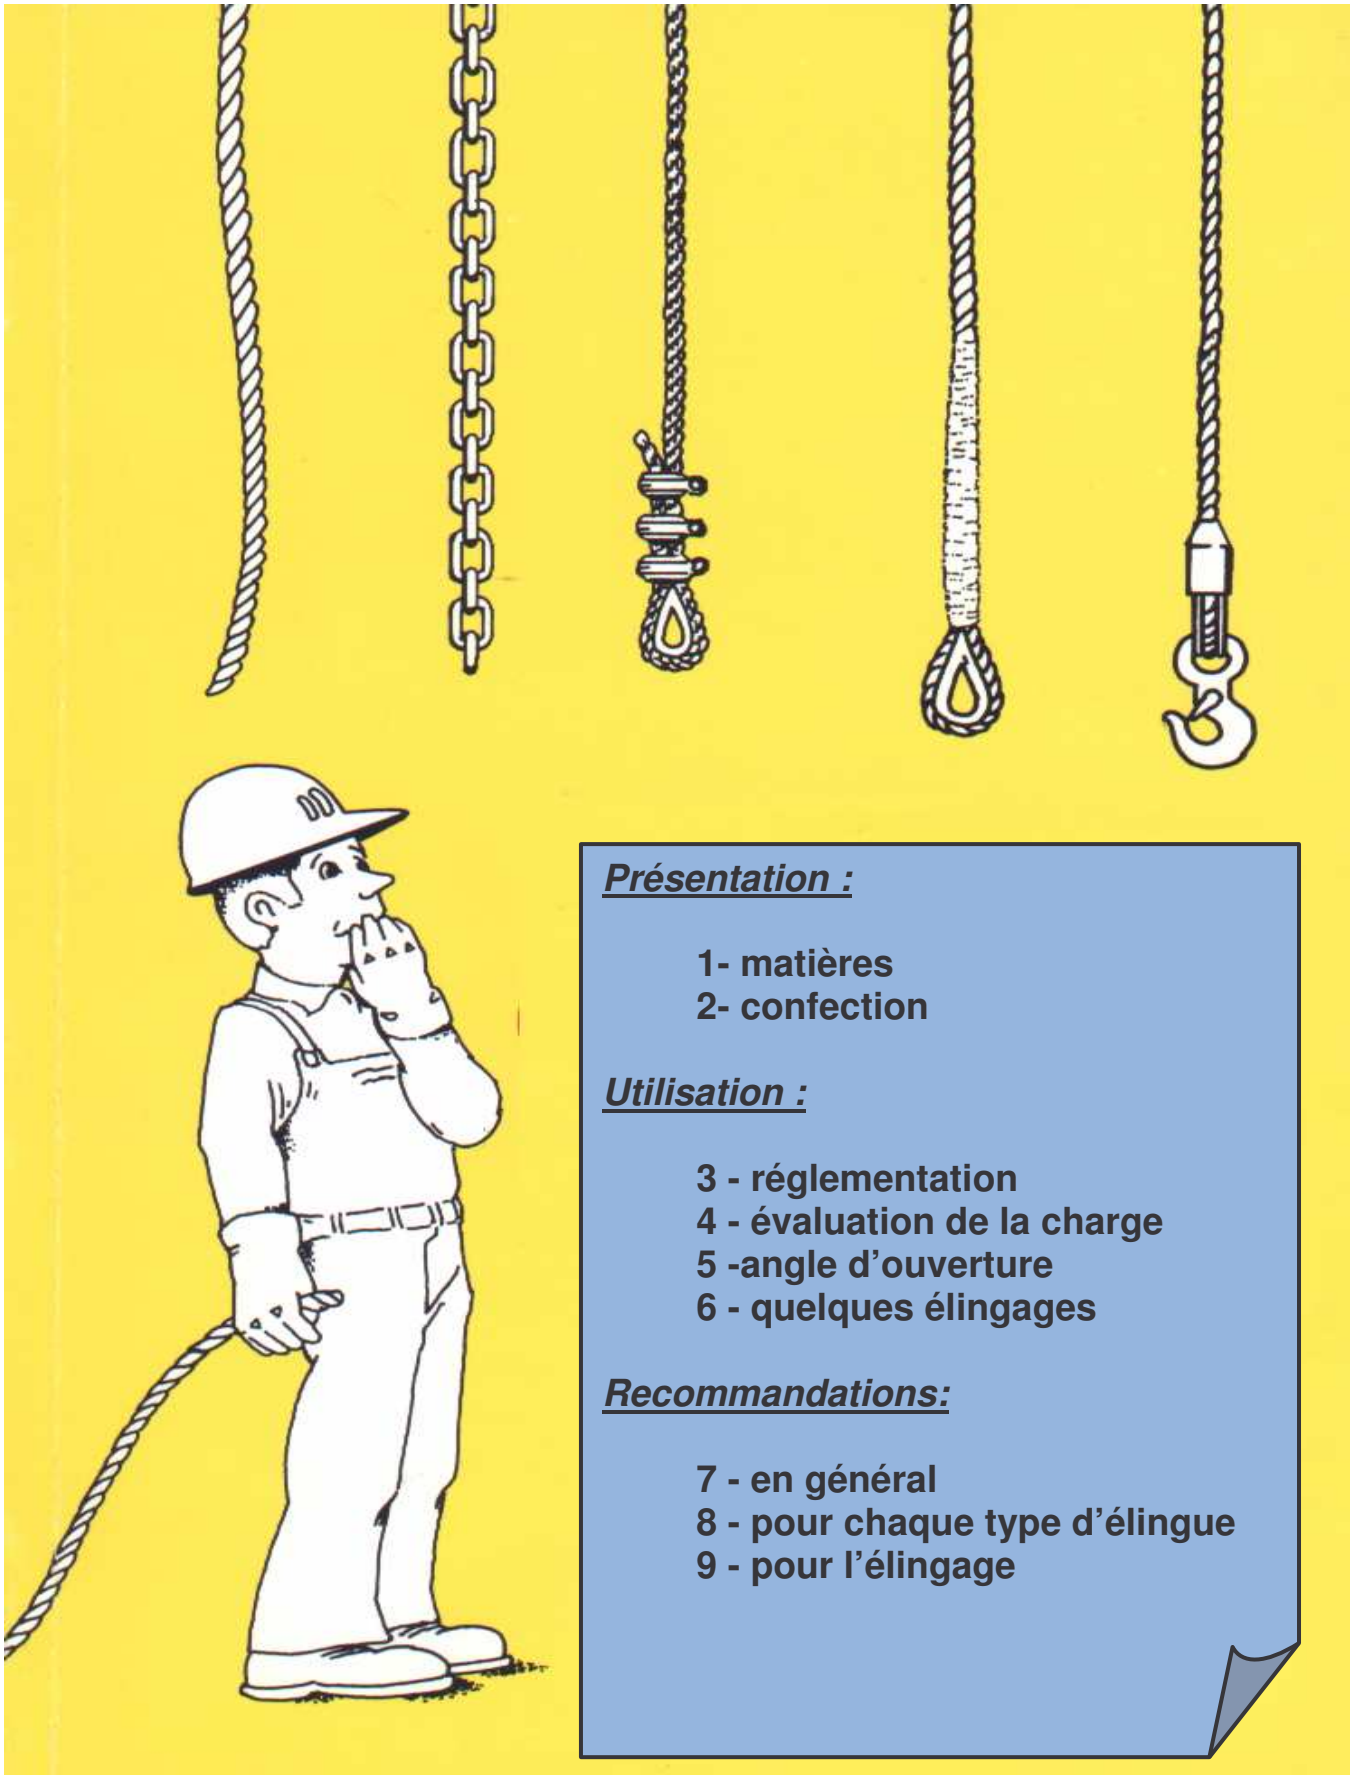 Présentation :
1- matières
2- confection
Utilisation :
3 - réglementation
4 - évaluation de la charge
5 -angle d’ouverture
6 - quelques élingages
Recommandations:
7 - en général
8 - pour chaque type d’élingue
9 - pour l’élingage